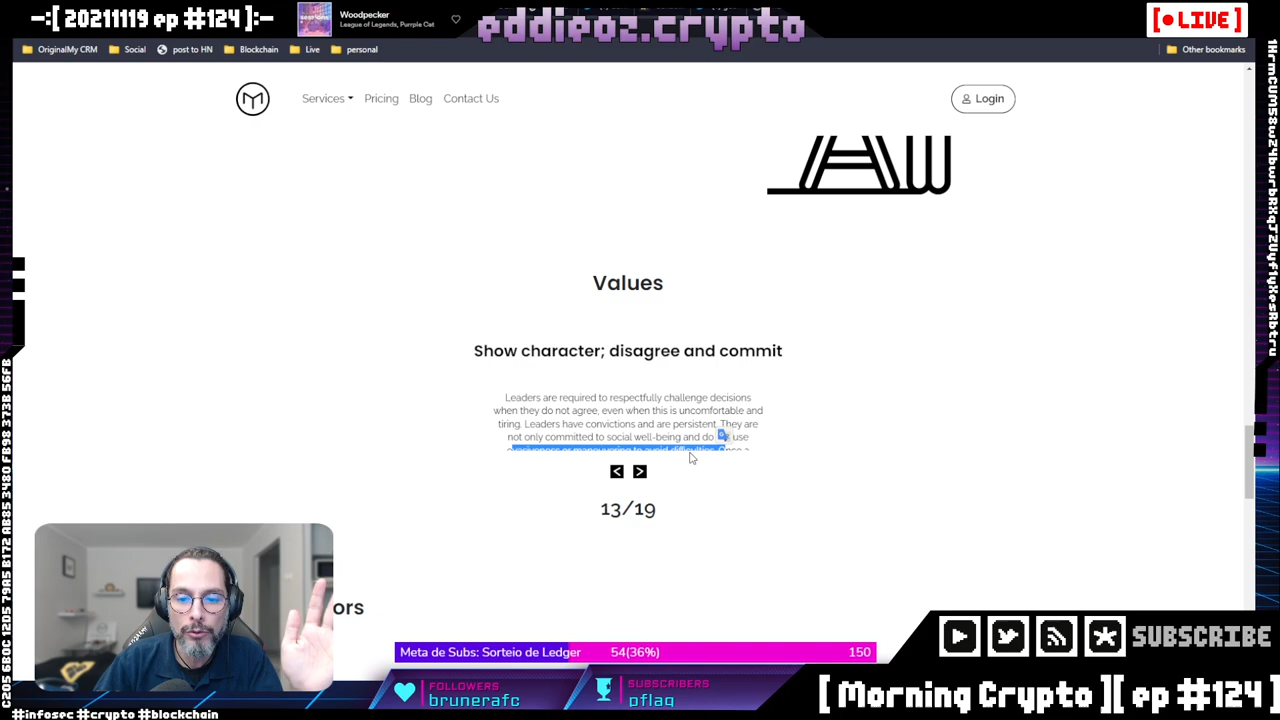 -:[ 20211119 ep #124 ]:-
Woodpecker
League of Legends, Purple Cat
eddieoz.crypto
[ LIVE ]
OriginalMy CRM
Social
post to HN
Blockchain
Live
personal
Other bookmarks
Services
Pricing
Blog
Contact Us
Login
Values
Show character; disagree and commit
Leaders are required to respectfully challenge decisions
when they do not agree, even when this is uncomfortable and
tiring. Leaders have convictions and are persistent. They are
not only committed to social well-being and do use
13/19
ors
Meta de Subs: Sorteio de Ledger 54(36%) 150
FOLLOWERS
brunerafc
SUBSCRIBERS
pflaq
SUBSCRIBE
[ Morning Crypto ][ ep #124 ]
#infosec #crypto #blockchain